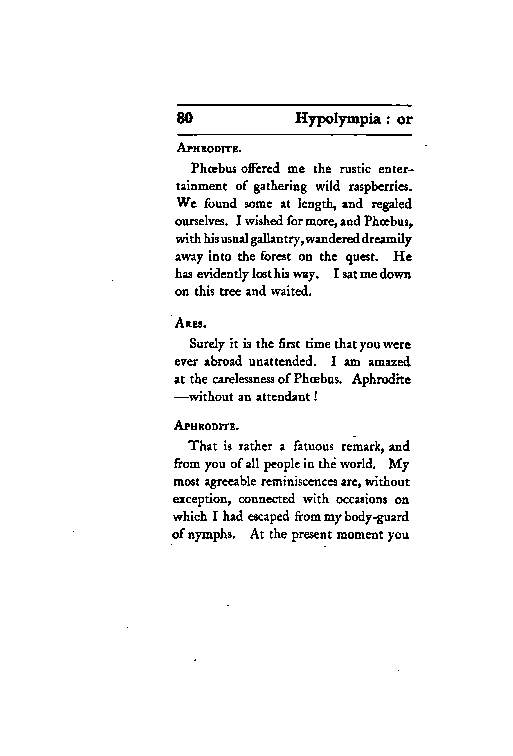 80 Hypolympia : or
APHRODITE.
Phœbus offered me the rustic enter-
tainment of gathering wild raspberries.
We found some at length, and regaled
ourselves. I wished for more, and Phœbus,
with his usual gallantry, wandered dreamily
away into the forest on the quest. He
has evidently lost his way. I sat me down
on this tree and waited.
ARES.
Surely it is the first time that you were
ever abroad unattended. I am amazed
at the carelessness of Phœbus. Aphrodite
—without an attendant !
APHRODITE.
That is rather a fatuous remark, and
from you of all people in the world. My
most agreeable reminiscences are, without
exception, connected with occasions on
which I had escaped from my body-guard
of nymphs. At the present moment you